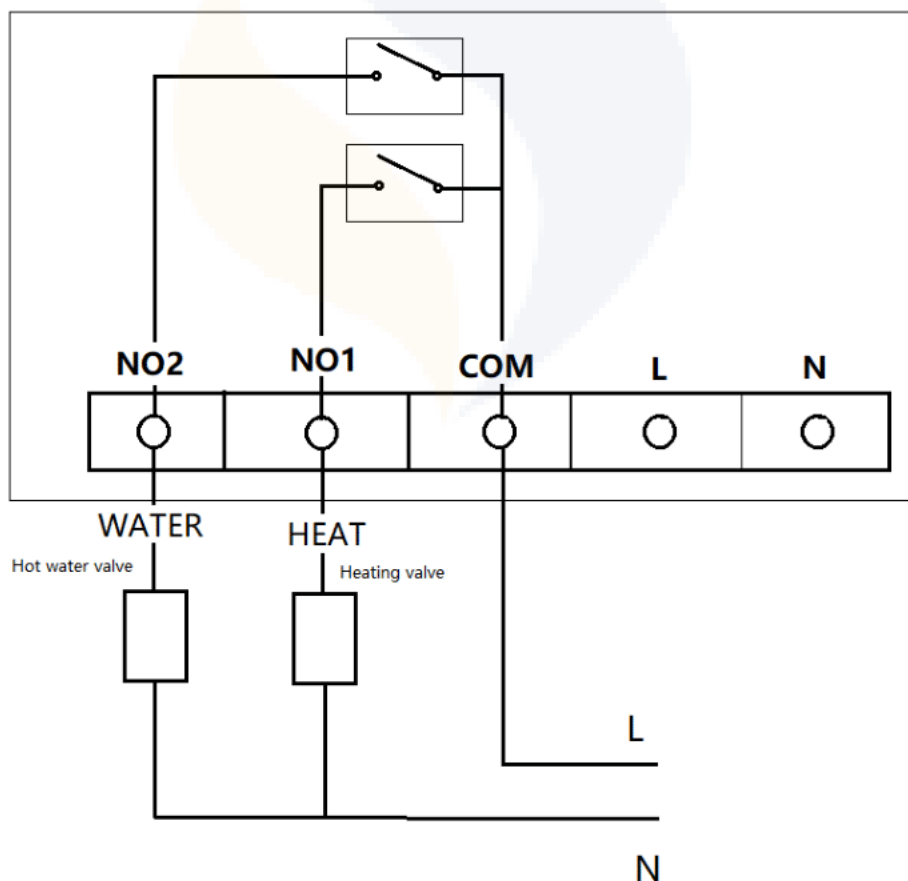 NO2 NO1 COM L N
WATER HEAT
Hot water valve Heating valve
L
N